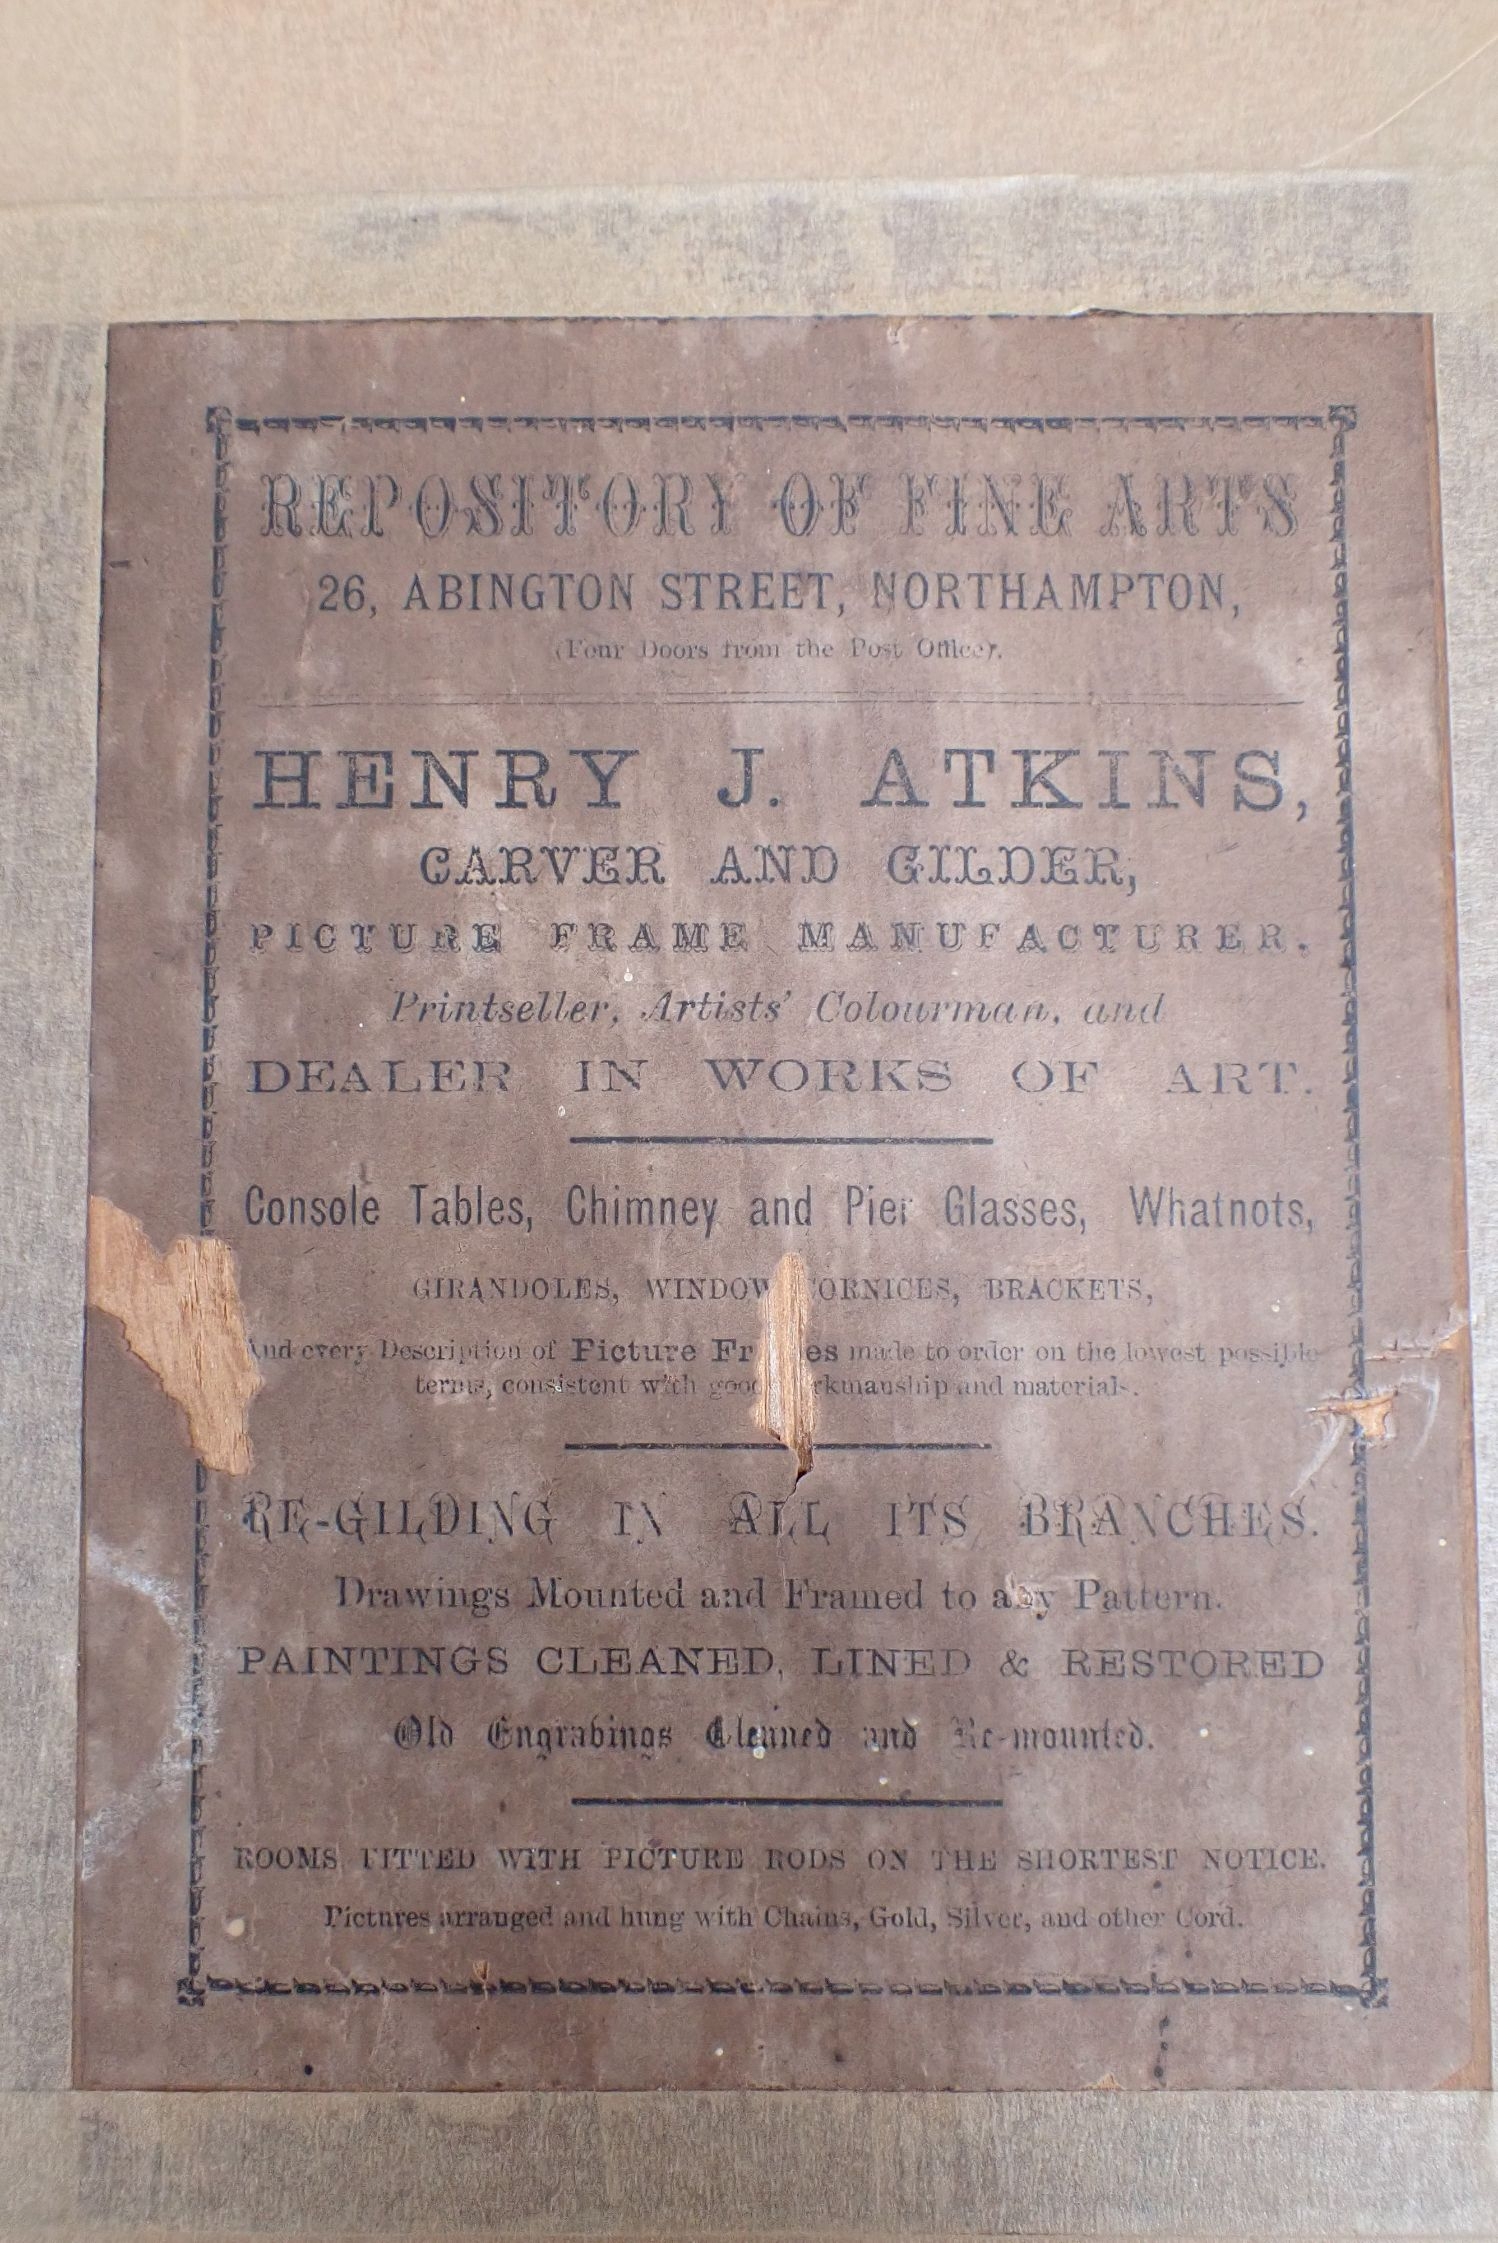 REPOSITORY OF FINE ARTS
26, ABINGTON STREET, NORTHAMPTON,
(Four Doors from the Post Office).
HENRY J. ATKINS,
CARVER AND GILDER,
PICTURE FRAME MANUFACTURER,
Printseller, Artists' Colourman, and
DEALER IN WORKS OF ART.
Console Tables, Chimney and Pier Glasses, Whatnots,
GIRANDOLES, WINDOW CORNICES, BRACKETS,
And every Description of Picture Frames made to order on the lowest possible
terms, consistent with good workmanship and materials.
RE-GILDING IN ALL ITS BRANCHES.
Drawings Mounted and Framed to any Pattern.
PAINTINGS CLEANED, LINED & RESTORED
Old Engravings Cleaned and Re-mounted.
ROOMS FITTED WITH PICTURE RODS ON THE SHORTEST NOTICE.
Pictures arranged and hung with Chains, Gold, Silver, and other Cord.